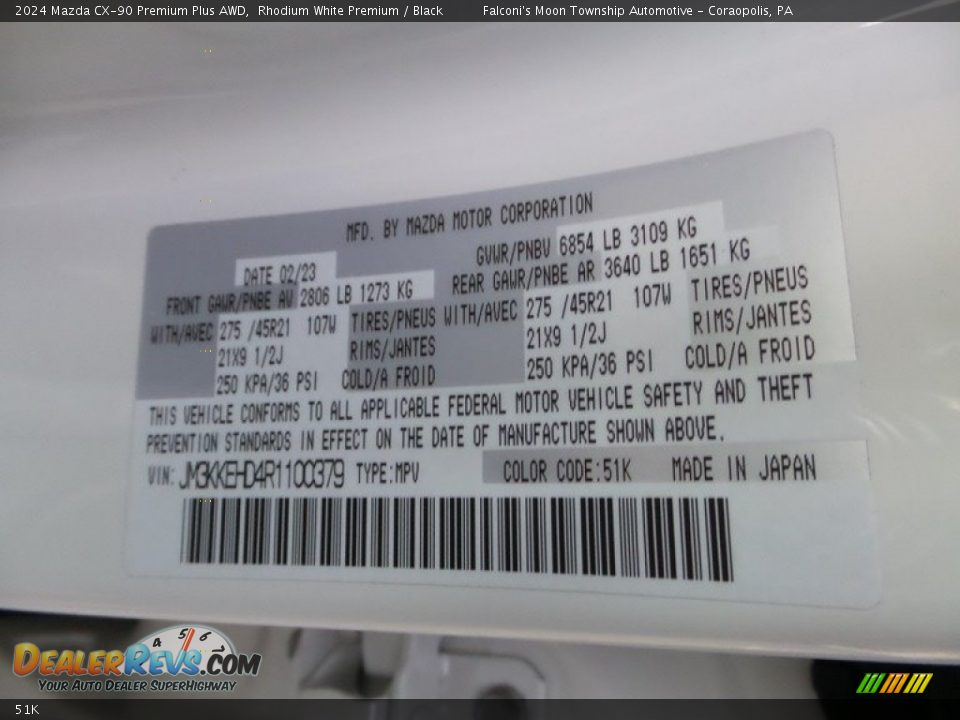 2024 Mazda CX-90 Premium Plus AWD, Rhodium White Premium / Black Falconi's Moon Township Automotive - Coraopolis, PA
MFD. BY MAZDA MOTOR CORPORATION
DATE 02/23 GVWR/PNBV 6854 LB 3109 KG
FRONT GAWR/PNBE AV 2806 LB 1273 KG REAR GAWR/PNBE AR 3640 LB 1651 KG
WITH/AVEC 275 /45R21 107W TIRES/PNEUS WITH/AVEC 275 /45R21 107W TIRES/PNEUS
21X9 1/2J RIMS/JANTES 21X9 1/2J RIMS/JANTES
250 KPA/36 PSI COLD/A FROID 250 KPA/36 PSI COLD/A FROID
THIS VEHICLE CONFORMS TO ALL APPLICABLE FEDERAL MOTOR VEHICLE SAFETY AND THEFT
PREVENTION STANDARDS IN EFFECT ON THE DATE OF MANUFACTURE SHOWN ABOVE.
VIN: JM3KKEHD4R1100379 TYPE:MPV COLOR CODE:51K MADE IN JAPAN
4 5 6
DEALERREVS.COM
YOUR AUTO DEALER SUPERHIGHWAY
51K